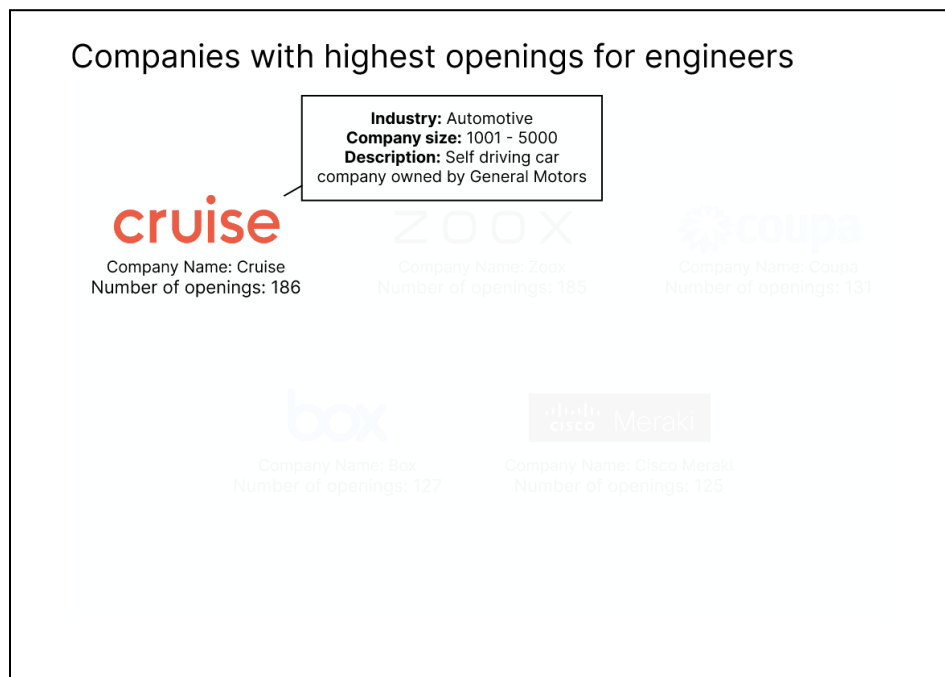 Companies with highest openings for engineers
Industry: Automotive
Company size: 1001 - 5000
Description: Self driving car
company owned by General Motors
cruise
ZOOX
coupa
Company Name: Cruise
Company Name: Zoox
Company Name: Coupa
Number of openings: 186
Number of openings: 185
Number of openings: 131
box
cisco Meraki
Company Name: Box
Company Name: Cisco Meraki
Number of openings: 127
Number of openings: 125